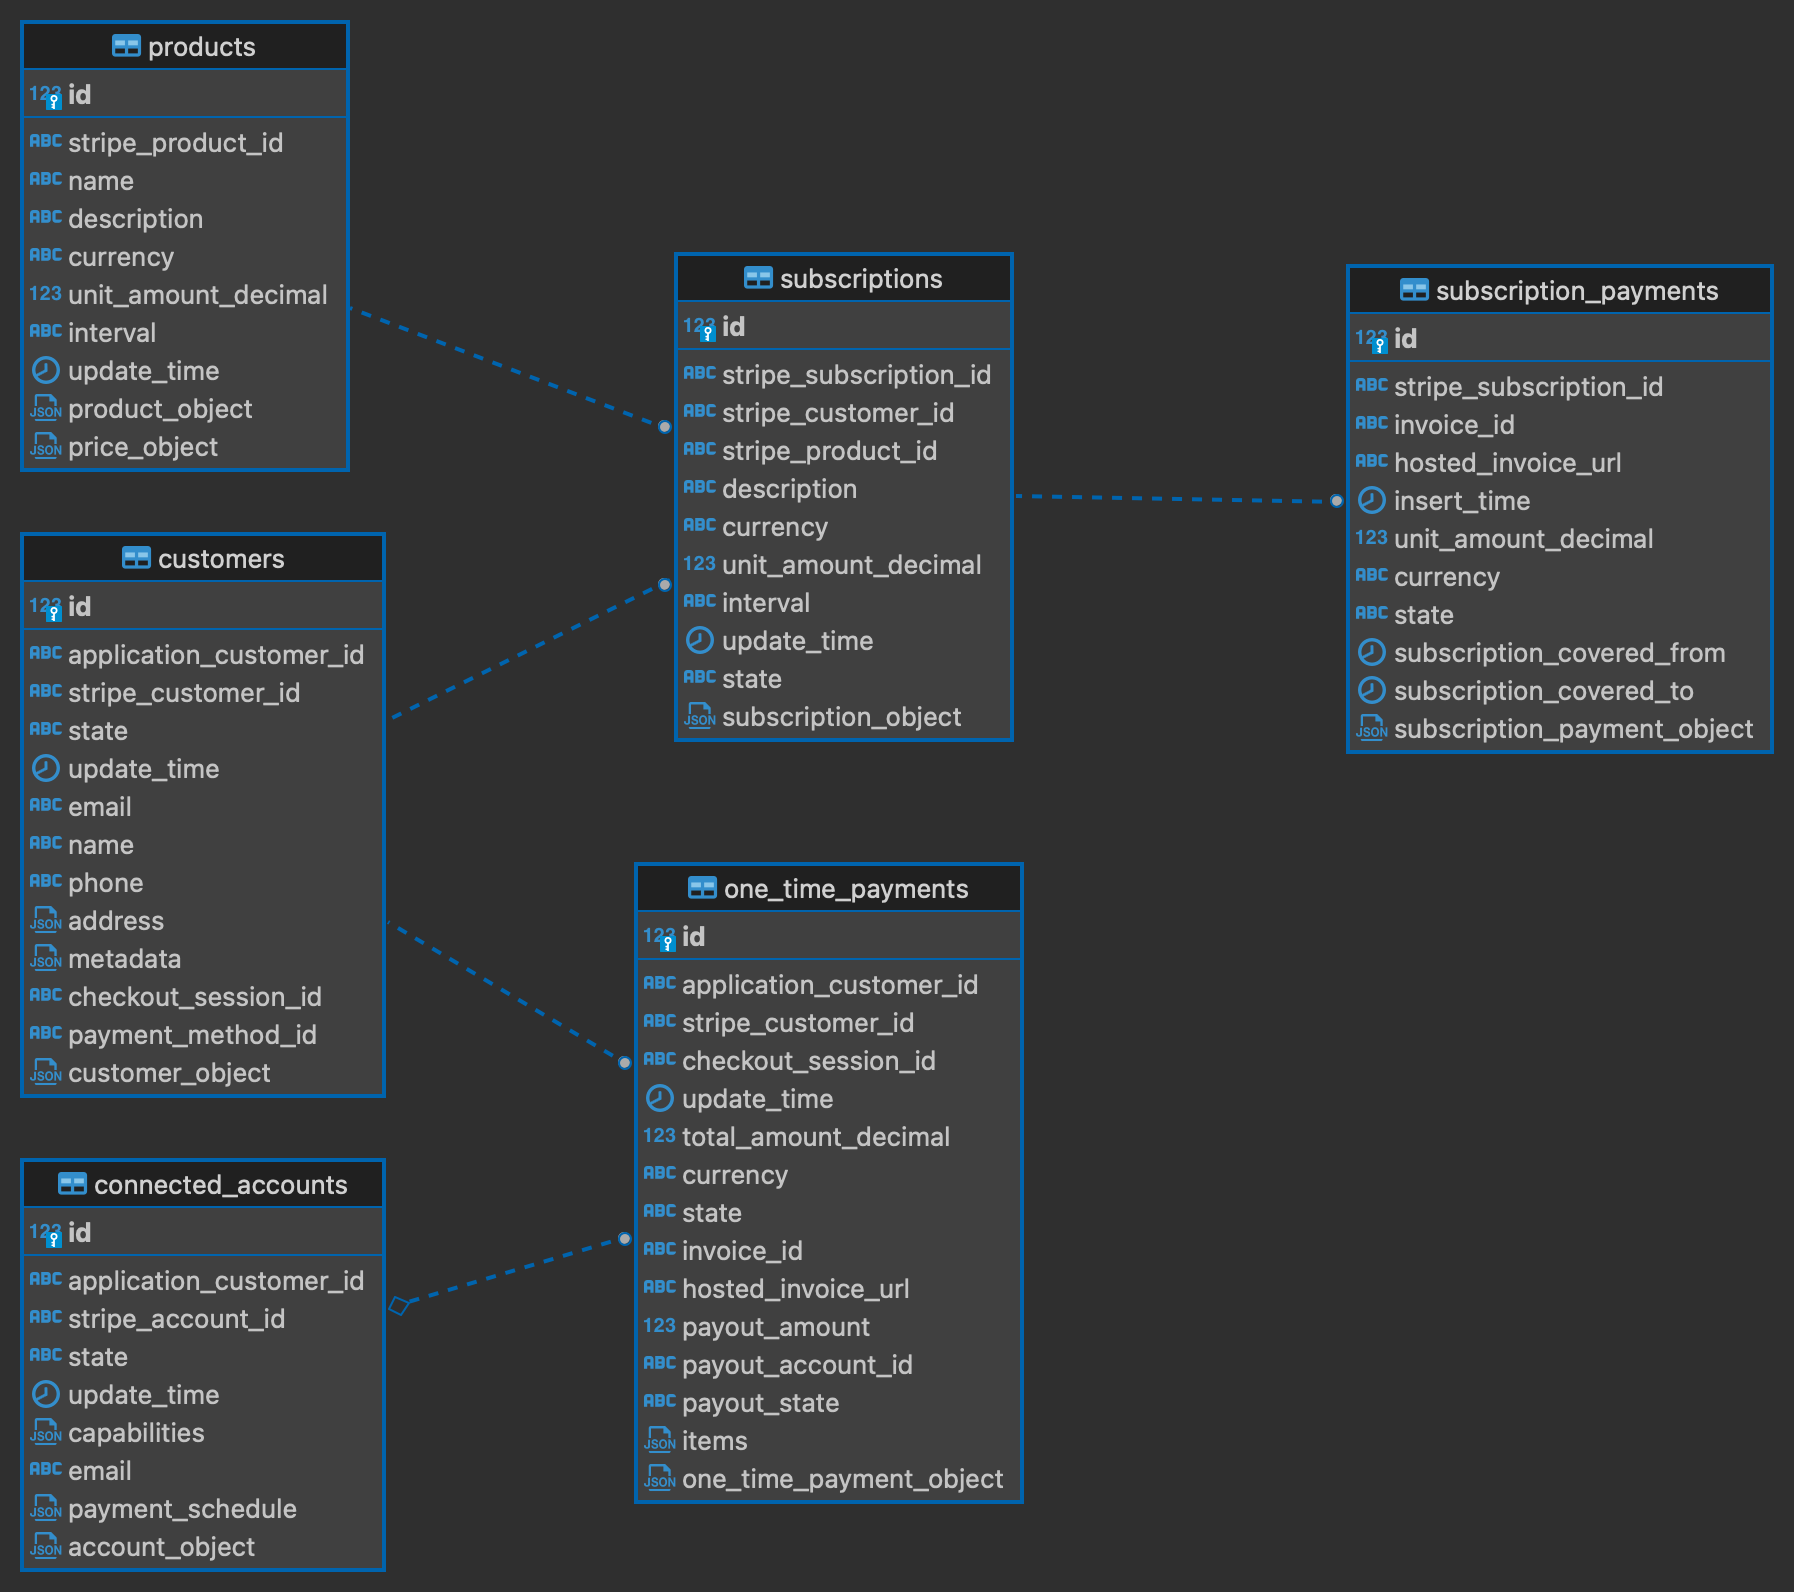 products
123 id
ABC stripe_product_id
ABC name
ABC description
ABC currency
123 unit_amount_decimal
ABC interval
update_time
JSON product_object
JSON price_object
customers
123 id
ABC application_customer_id
ABC stripe_customer_id
ABC state
update_time
ABC email
ABC name
ABC phone
JSON address
JSON metadata
ABC checkout_session_id
ABC payment_method_id
JSON customer_object
connected_accounts
123 id
ABC application_customer_id
ABC stripe_account_id
ABC state
update_time
JSON capabilities
ABC email
JSON payment_schedule
JSON account_object
subscriptions
123 id
ABC stripe_subscription_id
ABC stripe_customer_id
ABC stripe_product_id
ABC description
ABC currency
123 unit_amount_decimal
ABC interval
update_time
ABC state
JSON subscription_object
one_time_payments
123 id
ABC application_customer_id
ABC stripe_customer_id
ABC checkout_session_id
update_time
123 total_amount_decimal
ABC currency
ABC state
ABC invoice_id
ABC hosted_invoice_url
123 payout_amount
ABC payout_account_id
ABC payout_state
JSON items
JSON one_time_payment_object
subscription_payments
123 id
ABC stripe_subscription_id
ABC invoice_id
ABC hosted_invoice_url
insert_time
123 unit_amount_decimal
ABC currency
ABC state
subscription_covered_from
subscription_covered_to
JSON subscription_payment_object